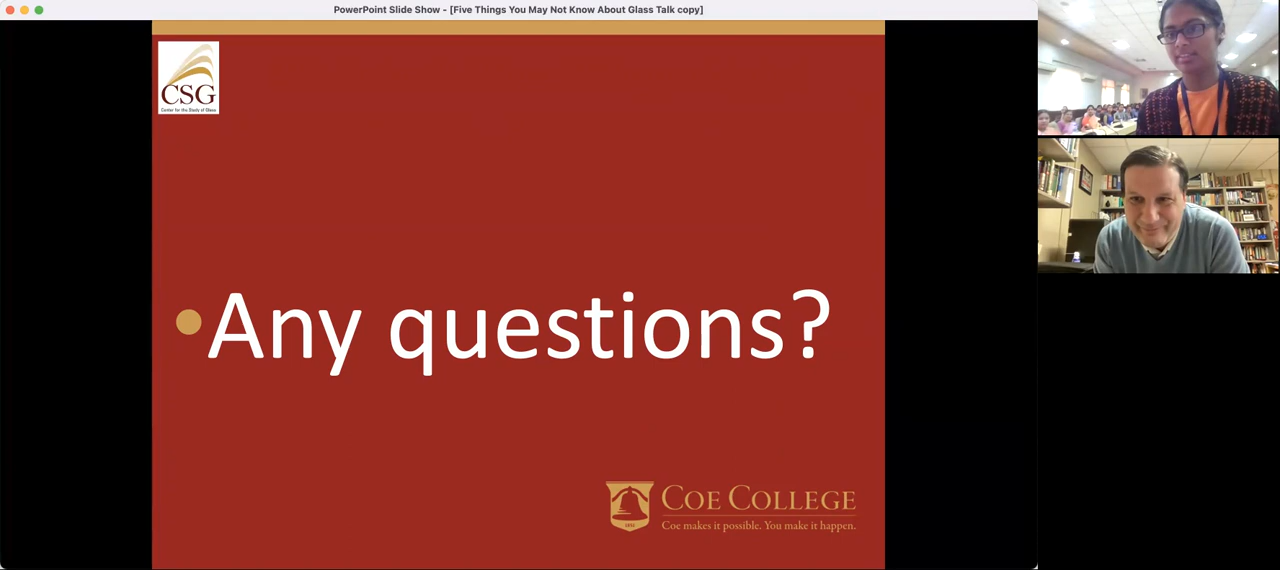 PowerPoint Slide Show - [Five Things You May Not Know About Glass Talk copy]
CSG
Center for the Study of Glass
•Any questions?
COE COLLEGE
1851
Coe makes it possible. You make it happen.